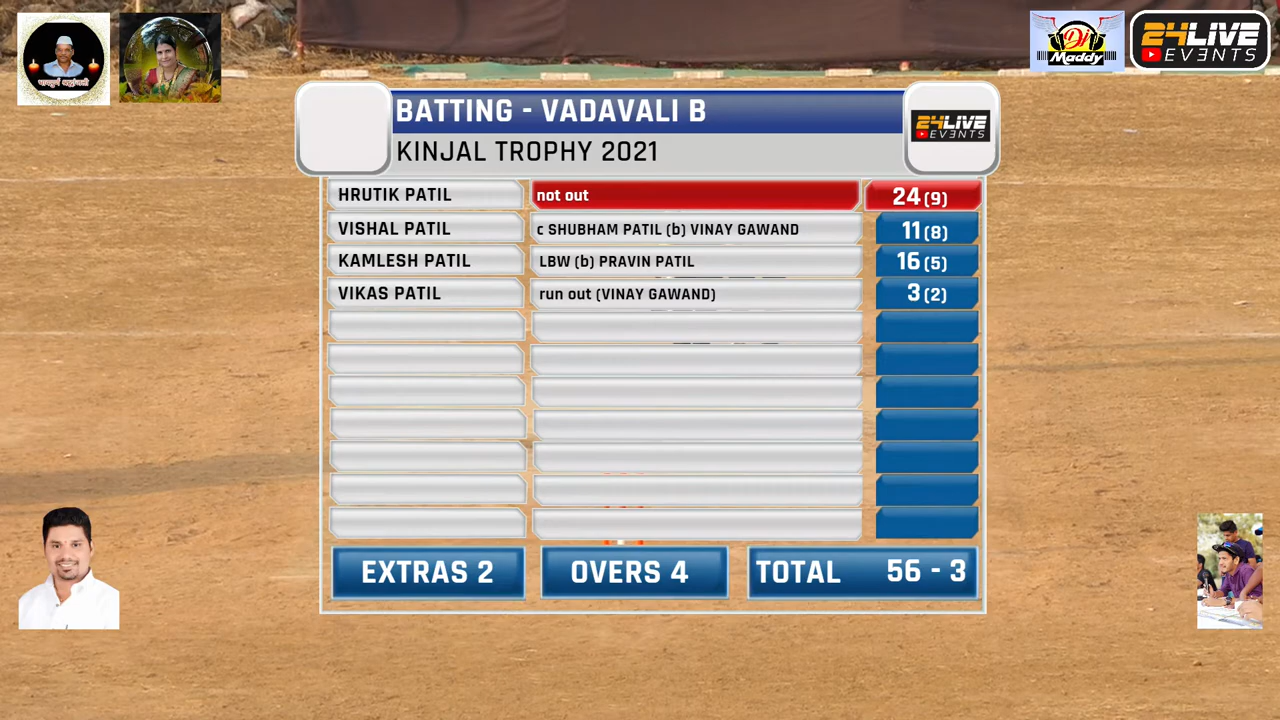 Dj
Maddy
24LIVE
EVENTS
BATTING - VADAVALI B
24LIVE
EVENTS
KINJAL TROPHY 2021
HRUTIK PATIL not out 24 (9)
VISHAL PATIL c SHUBHAM PATIL (b) VINAY GAWAND 11 (8)
KAMLESH PATIL LBW (b) PRAVIN PATIL 16 (5)
VIKAS PATIL run out (VINAY GAWAND) 3 (2)
EXTRAS 2 OVERS 4 TOTAL 56 - 3